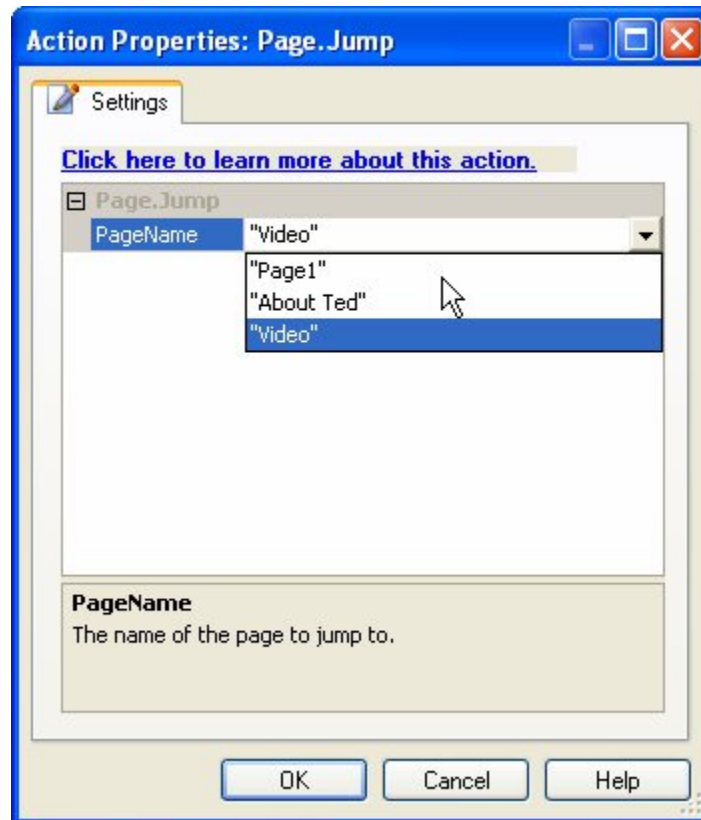 Action Properties: Page.Jump
Settings
Click here to learn more about this action.
Page.Jump
PageName "Video"
"Page1"
"About Ted"
"Video"
PageName
The name of the page to jump to.
OK Cancel Help